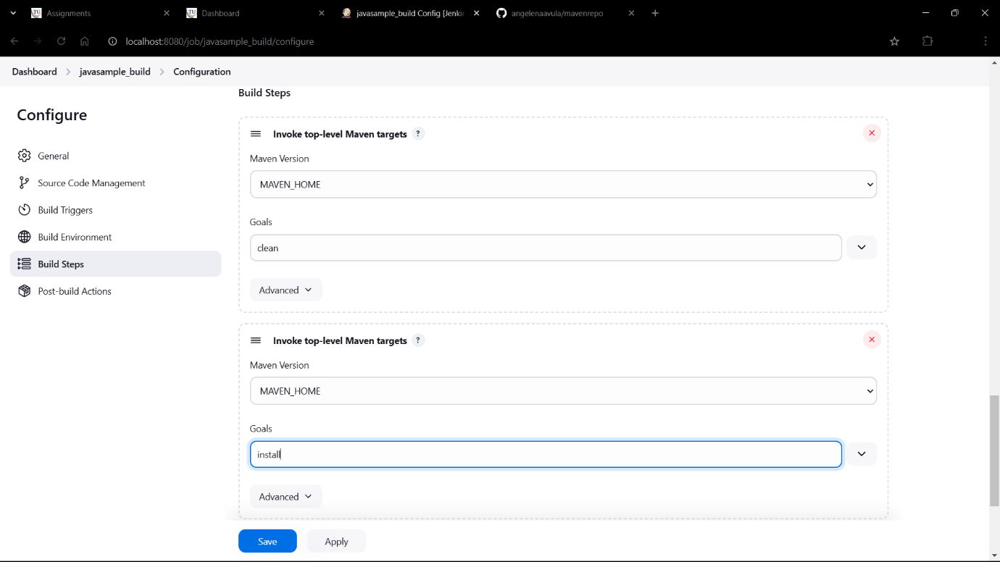 Assignments
Dashboard
javasample_build Config [Jenki
angelenaavula/mavenrepo
localhost:8080/job/javasample_build/configure
Dashboard > javasample_build > Configuration
Configure
General
Source Code Management
Build Triggers
Build Environment
Build Steps
Post-build Actions
Build Steps
Invoke top-level Maven targets ?
Maven Version
MAVEN_HOME
Goals
clean
Advanced
Invoke top-level Maven targets ?
Maven Version
MAVEN_HOME
Goals
install
Advanced
Save
Apply